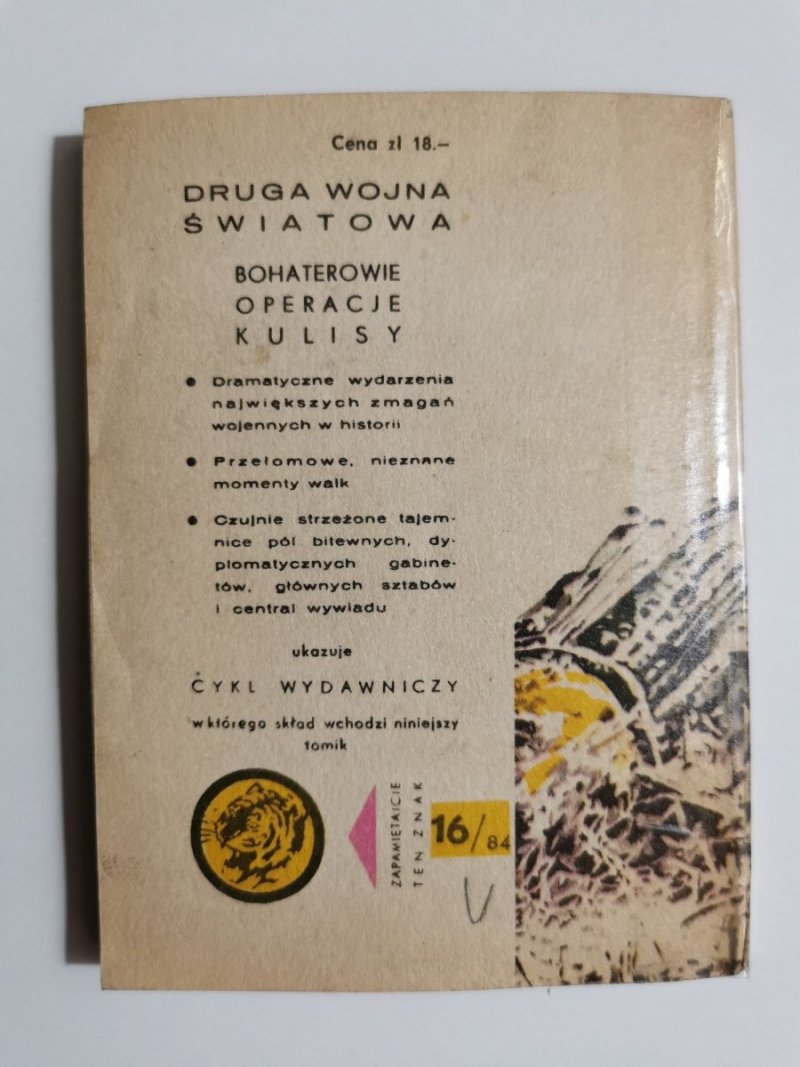 Cena zł 18.—
DRUGA WOJNA
ŚWIATOWA
BOHATEROWIE
OPERACJE
KULISY
● Dramatyczne wydarzenia
największych zmagań
wojennych w historii
● Przełomowe, nieznane
momenty walk
● Czujnie strzeżone tajem-
nice pól bitewnych, dy-
plomatycznych gabine-
tów, głównych sztabów
i central wywiadu
ukazuje
CYKL WYDAWNICZY
w którego skład wchodzi niniejszy
tomik
ZAPAMIĘTAJCIE
TEN ZNAK
16/84
V